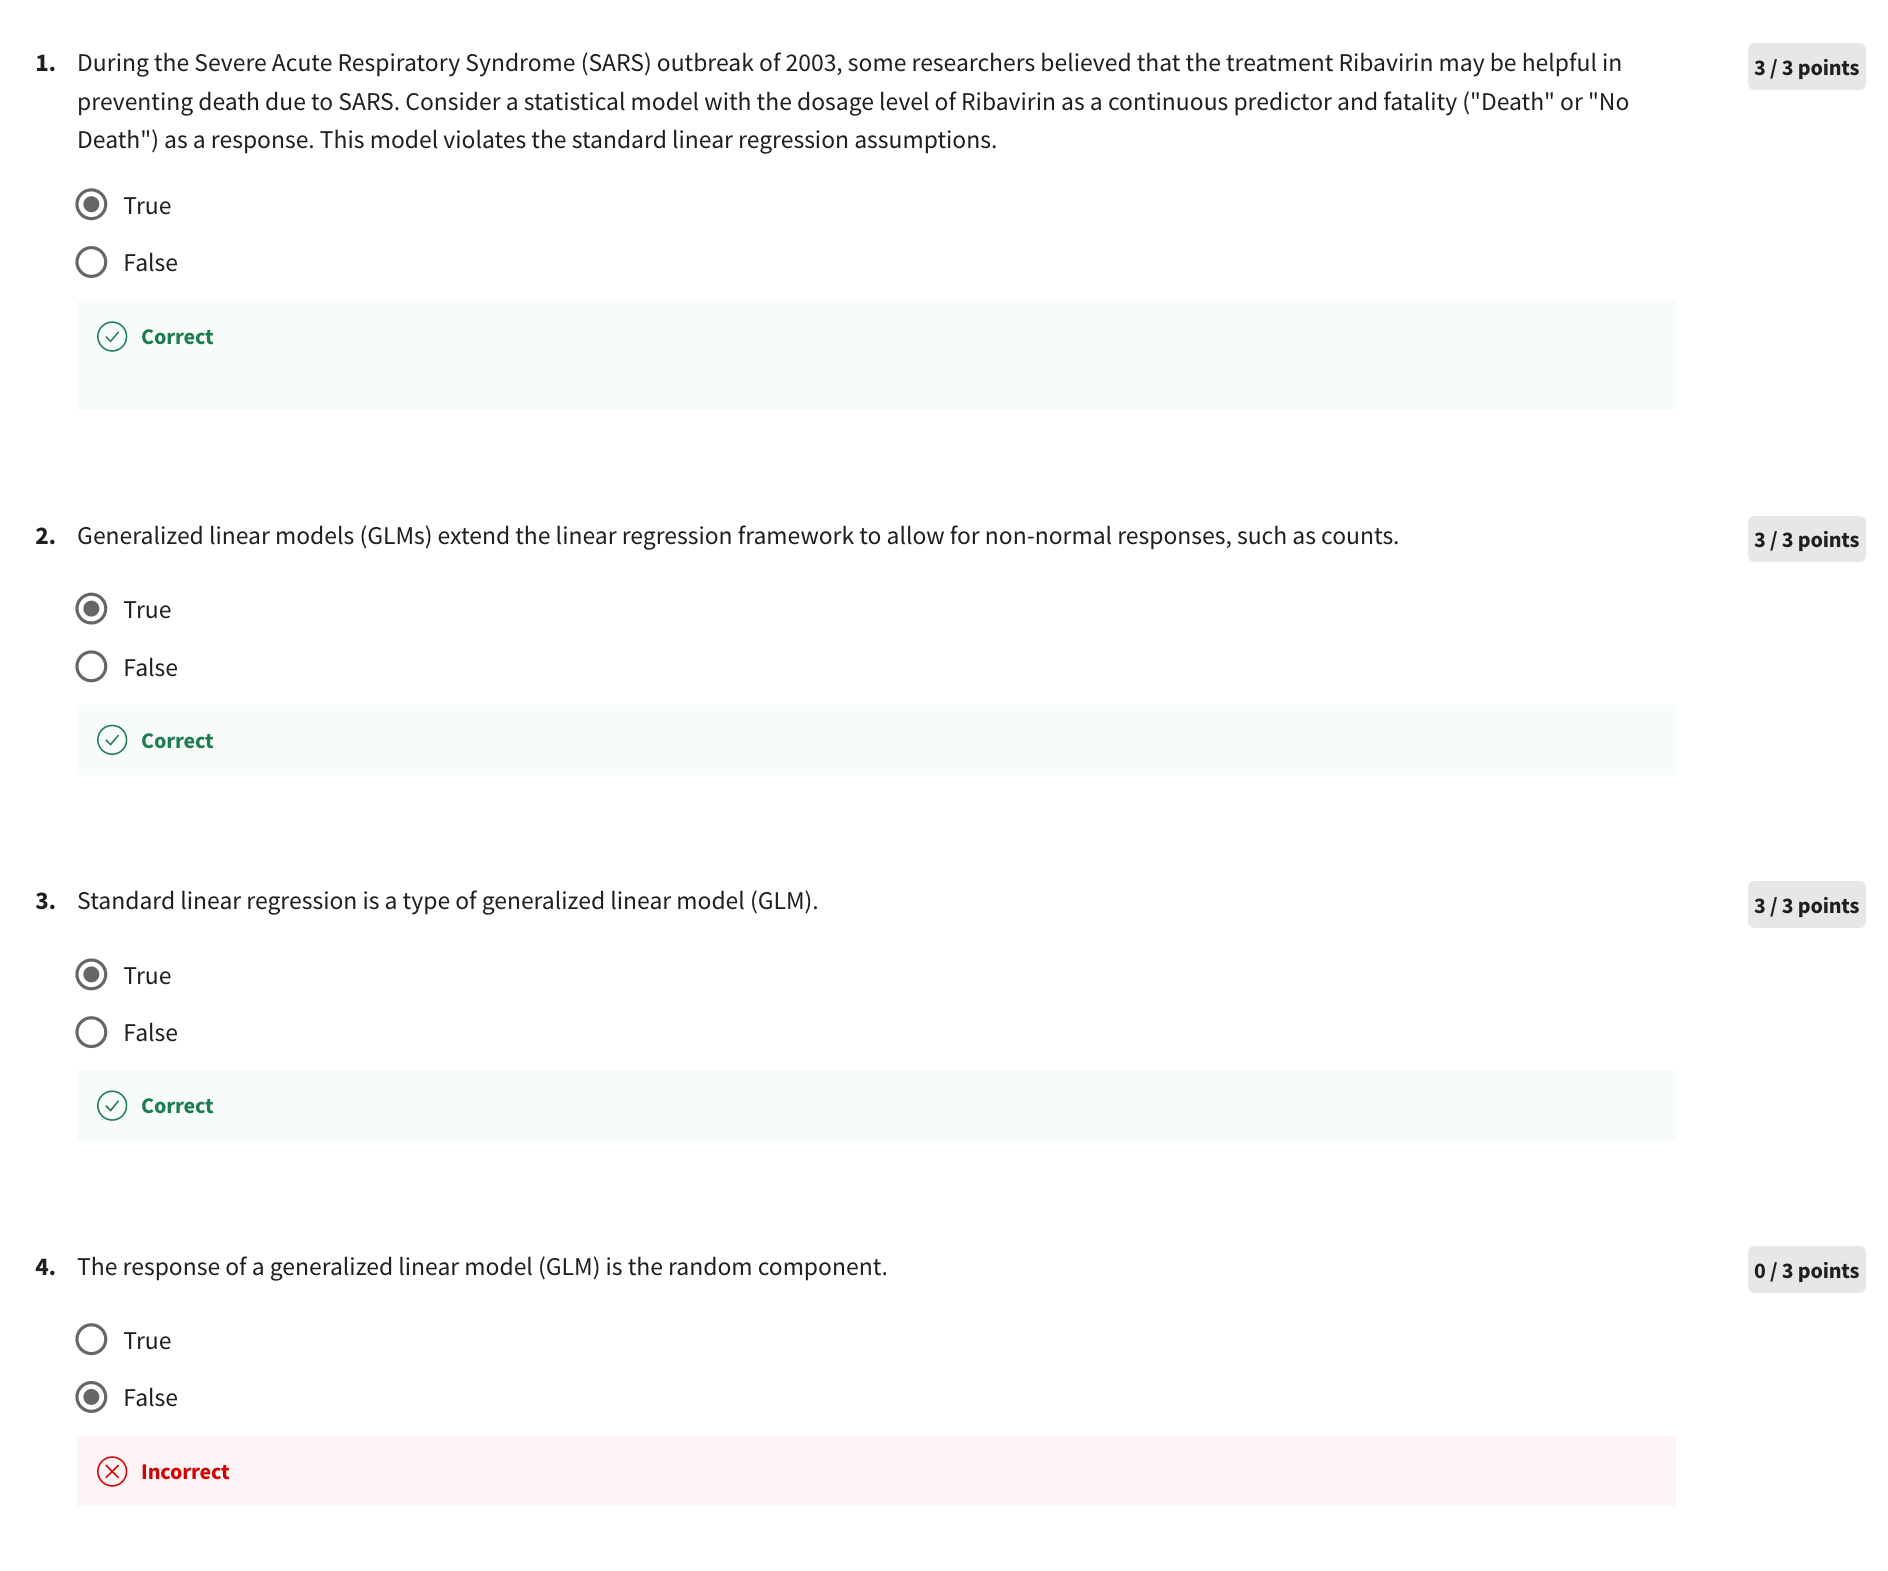 1. During the Severe Acute Respiratory Syndrome (SARS) outbreak of 2003, some researchers believed that the treatment Ribavirin may be helpful in
preventing death due to SARS. Consider a statistical model with the dosage level of Ribavirin as a continuous predictor and fatality ("Death" or "No
Death") as a response. This model violates the standard linear regression assumptions.
3 / 3 points
True
False
Correct
2. Generalized linear models (GLMs) extend the linear regression framework to allow for non-normal responses, such as counts.
3 / 3 points
True
False
Correct
3. Standard linear regression is a type of generalized linear model (GLM).
3 / 3 points
True
False
Correct
4. The response of a generalized linear model (GLM) is the random component.
0 / 3 points
True
False
Incorrect